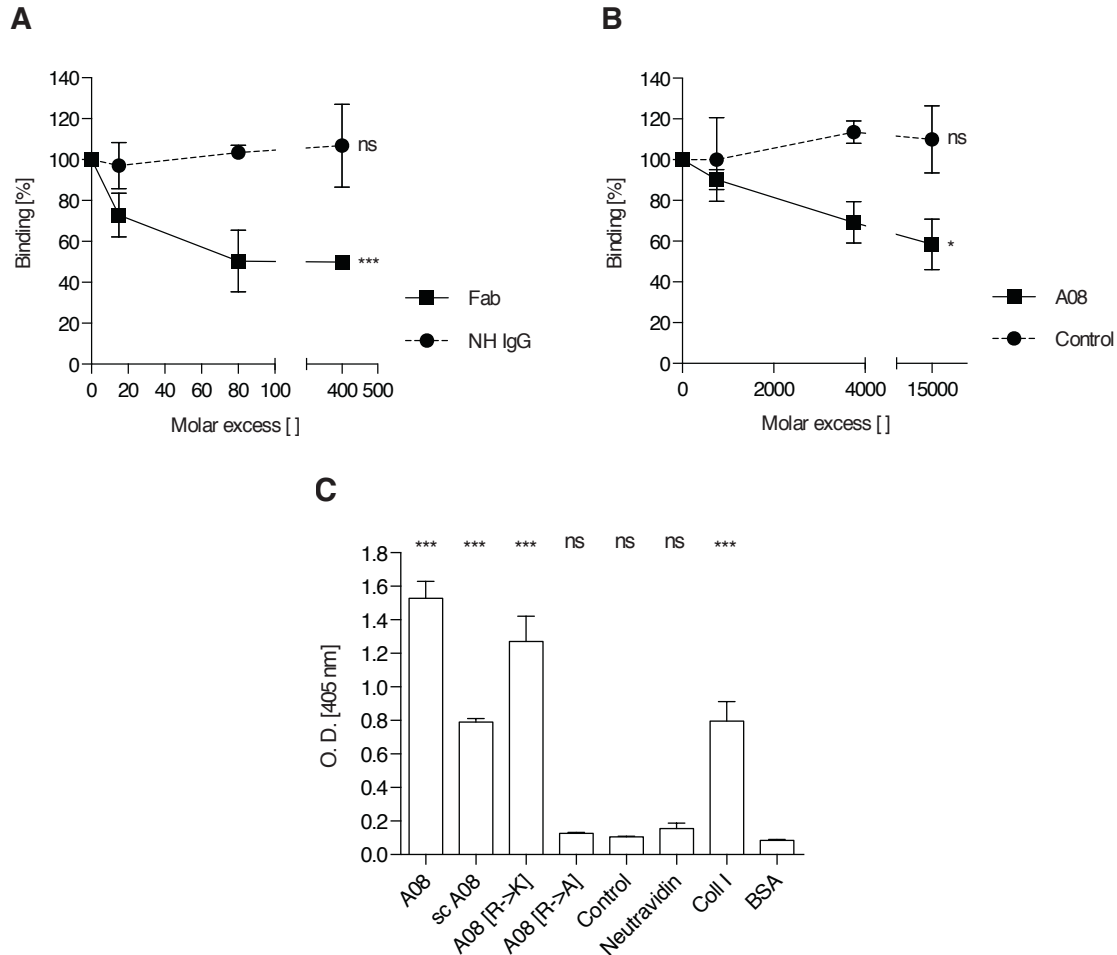 A
B
140
120
100
80
60
40
20
0
Binding [%]
0 20 40 60 80 100 400 500
Molar excess [ ]
ns
***
Fab
NH IgG
140
120
100
80
60
40
20
0
Binding [%]
0 2000 4000 15000
Molar excess [ ]
ns
*
A08
Control
C
*** *** *** ns ns ns ***
1.8
1.6
1.4
1.2
1.0
0.8
0.6
0.4
0.2
0.0
O. D. [405 nm]
A08
sc A08
A08 [R->K]
A08 [R->A]
Control
Neutravidin
Coll I
BSA